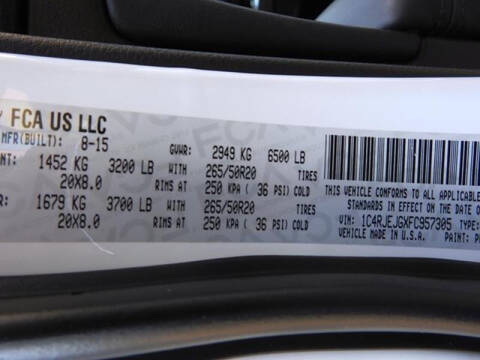 FCA US LLC
MFR(BUILT): 8-15 GVWR: 2949 KG 6500 LB
1452 KG 3200 LB WITH 265/50R20 TIRES
20X8.0 RIMS AT 250 KPA ( 36 PSI) COLD
1679 KG 3700 LB WITH 265/50R20 TIRES
20X8.0 RIMS AT 250 KPA ( 36 PSI) COLD
THIS VEHICLE CONFORMS TO ALL APPLICABLE
STANDARDS IN EFFECT ON THE DATE O
VIN: 1C4RJEJGXFC957305
MADE IN U.S.A. PAINT: